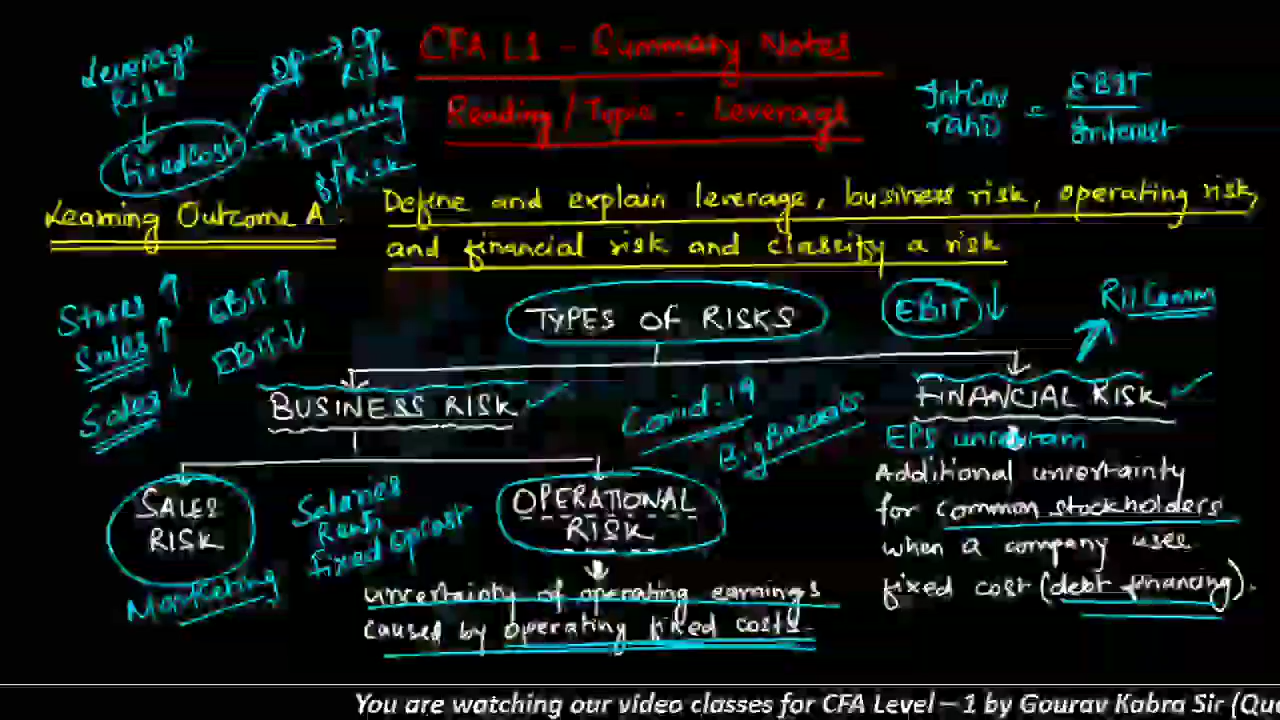 CFA L1 - Summary Notes
Reading/Topic - Leverage
Leverage
Risk
Fixed Cost
Op → Op
Risk
→ Financing
Risk
IntCov
ratio = EBIT
Interest
Learning Outcome A:
Define and explain leverage, business risk, operating risk,
and financial risk and classify a risk
Stores ↑ EBIT ↑
Sales ↑
Sales ↓ EBIT ↓
TYPES OF RISKS
EBIT ↓
BUSINESS RISK
Covid-19
FINANCIAL RISK
SALES
RISK
Marketing
Salaries
Rent
Fixed Op cost
OPERATIONAL
RISK
uncertainty of operating earnings
caused by operating fixed costs.
EPS
Additional uncertainty
for common stockholders
when a company uses
fixed cost (debt financing).
You are watching our video classes for CFA Level – 1 by Gourav Kabra Sir (Qu